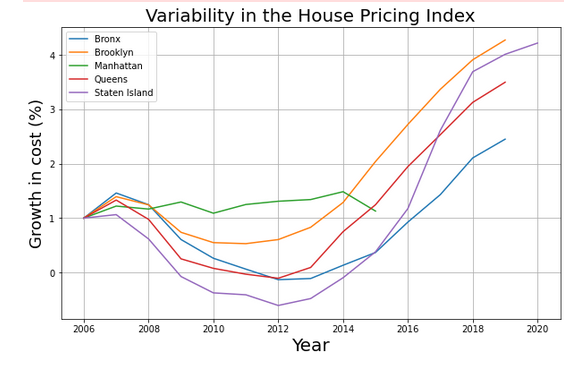 Variability in the House Pricing Index
Bronx
Brooklyn
Manhattan
Queens
Staten Island
Growth in cost (%)
4
3
2
1
0
2006 2008 2010 2012 2014 2016 2018 2020
Year